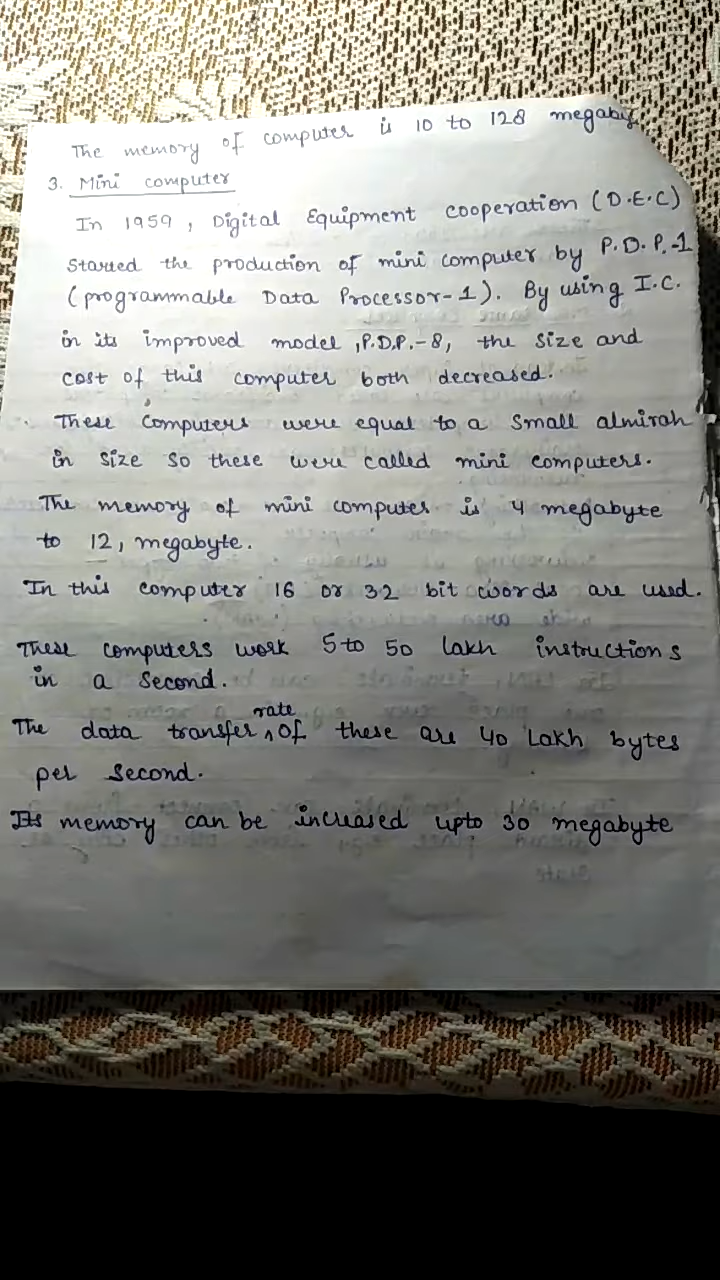 The memory of computer is 10 to 128 megaby
3. Mini computer
In 1959, Digital Equipment cooperation (D.E.C)
Started the production of mini computer by P.D.P.-1
(programmable Data Processor-1). By using I.C.
in its improved model ,P.D.P.-8, the size and
cost of this computer both decreased.
These computers were equal to a small almirah
in size so these were called mini computers.
The memory of mini computer is 4 megabyte
to 12, megabyte.
In this computer 16 or 32 bit words are used.
These computers work 5 to 50 lakh instructions
in a second.
The data transfer rate of these are 40 Lakh bytes
per second.
Its memory can be increased upto 30 megabyte